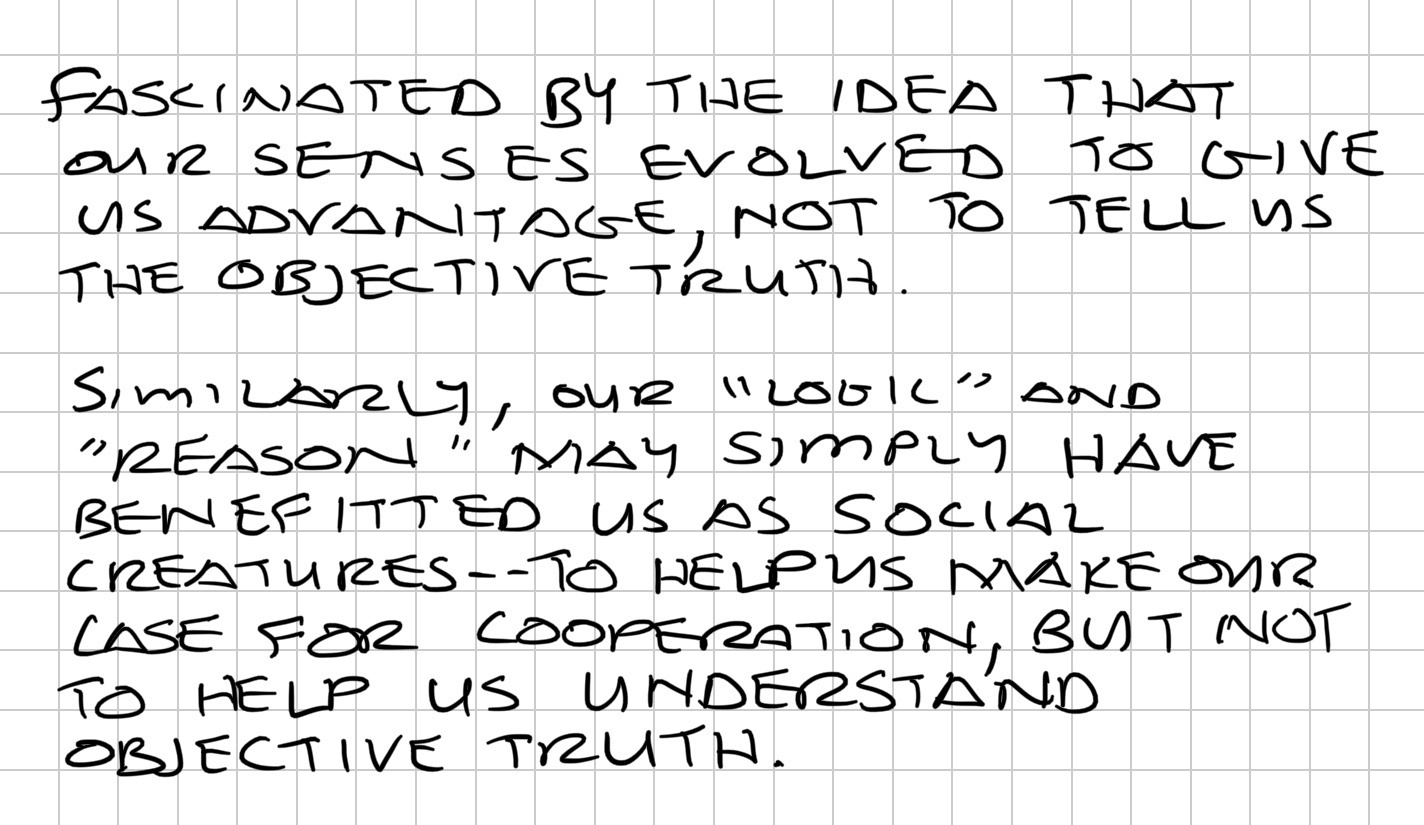 FASCINATED BY THE IDEA THAT
OUR SENSES EVOLVED TO GIVE
US ADVANTAGE, NOT TO TELL US
THE OBJECTIVE TRUTH.
SIMILARLY, OUR "LOGIC" AND
"REASON" MAY SIMPLY HAVE
BENEFITTED US AS SOCIAL
CREATURES--TO HELP US MAKE OUR
CASE FOR COOPERATION, BUT NOT
TO HELP US UNDERSTAND
OBJECTIVE TRUTH.